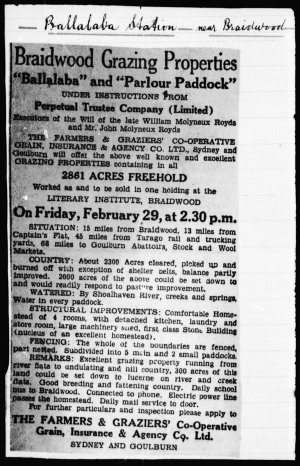 Ballalaba Station near Braidwood
Braidwood Grazing Properties
"Ballalaba" and "Parlour Paddock"
UNDER INSTRUCTIONS FROM
Perpetual Trustee Company (Limited)
Executors of the Will of the late William Molyneux Royds
and Mr. John Molyneux Royds
THE FARMERS & GRAZIERS' CO-OPERATIVE
GRAIN, INSURANCE & AGENCY CO. LTD., Sydney and
Goulburn will offer the above well known and excellent
GRAZING PROPERTIES containing in all
2861 ACRES FREEHOLD
Worked as and to be sold in one holding at the
LITERARY INSTITUTE, BRAIDWOOD
On Friday, February 29, at 2.30 p.m.
SITUATION: 15 miles from Braidwood, 13 miles from
Captain's Flat, 45 miles from Tarago rail and trucking
yards, 68 miles to Goulburn Abattoirs, Stock and Wool
Markets.
COUNTRY: About 2300 Acres cleared, picked up and
burned off with exception of shelter belts, balance partly
improved. 2000 acres of the above could be set down to
and would readily respond to pasture improvement.
WATERED: By Shoalhaven River, creeks and springs.
Water in every paddock.
STRUCTURAL IMPROVEMENTS: Comfortable Home-
stead of 4 rooms, with detached kitchen, laundry and
store room, large machinery shed, first class Stone Building
(nucleus of an excellent homestead).
FENCING: The whole of the boundaries are fenced,
part netted. Subdivided into 5 main and 2 small paddocks.
REMARKS: Excellent grazing property running from
river flats to undulating and hill country, 300 acres of this
land could be set down to lucerne on river and creek
flats. Good breeding and fattening country. Daily school
bus to Braidwood. Connected to phone. Electric power line
passes the homestead. Daily mail service to door.
For further particulars and inspection please apply to
THE FARMERS & GRAZIERS' Co-Operative
Grain, Insurance & Agency Co. Ltd.
SYDNEY AND GOULBURN